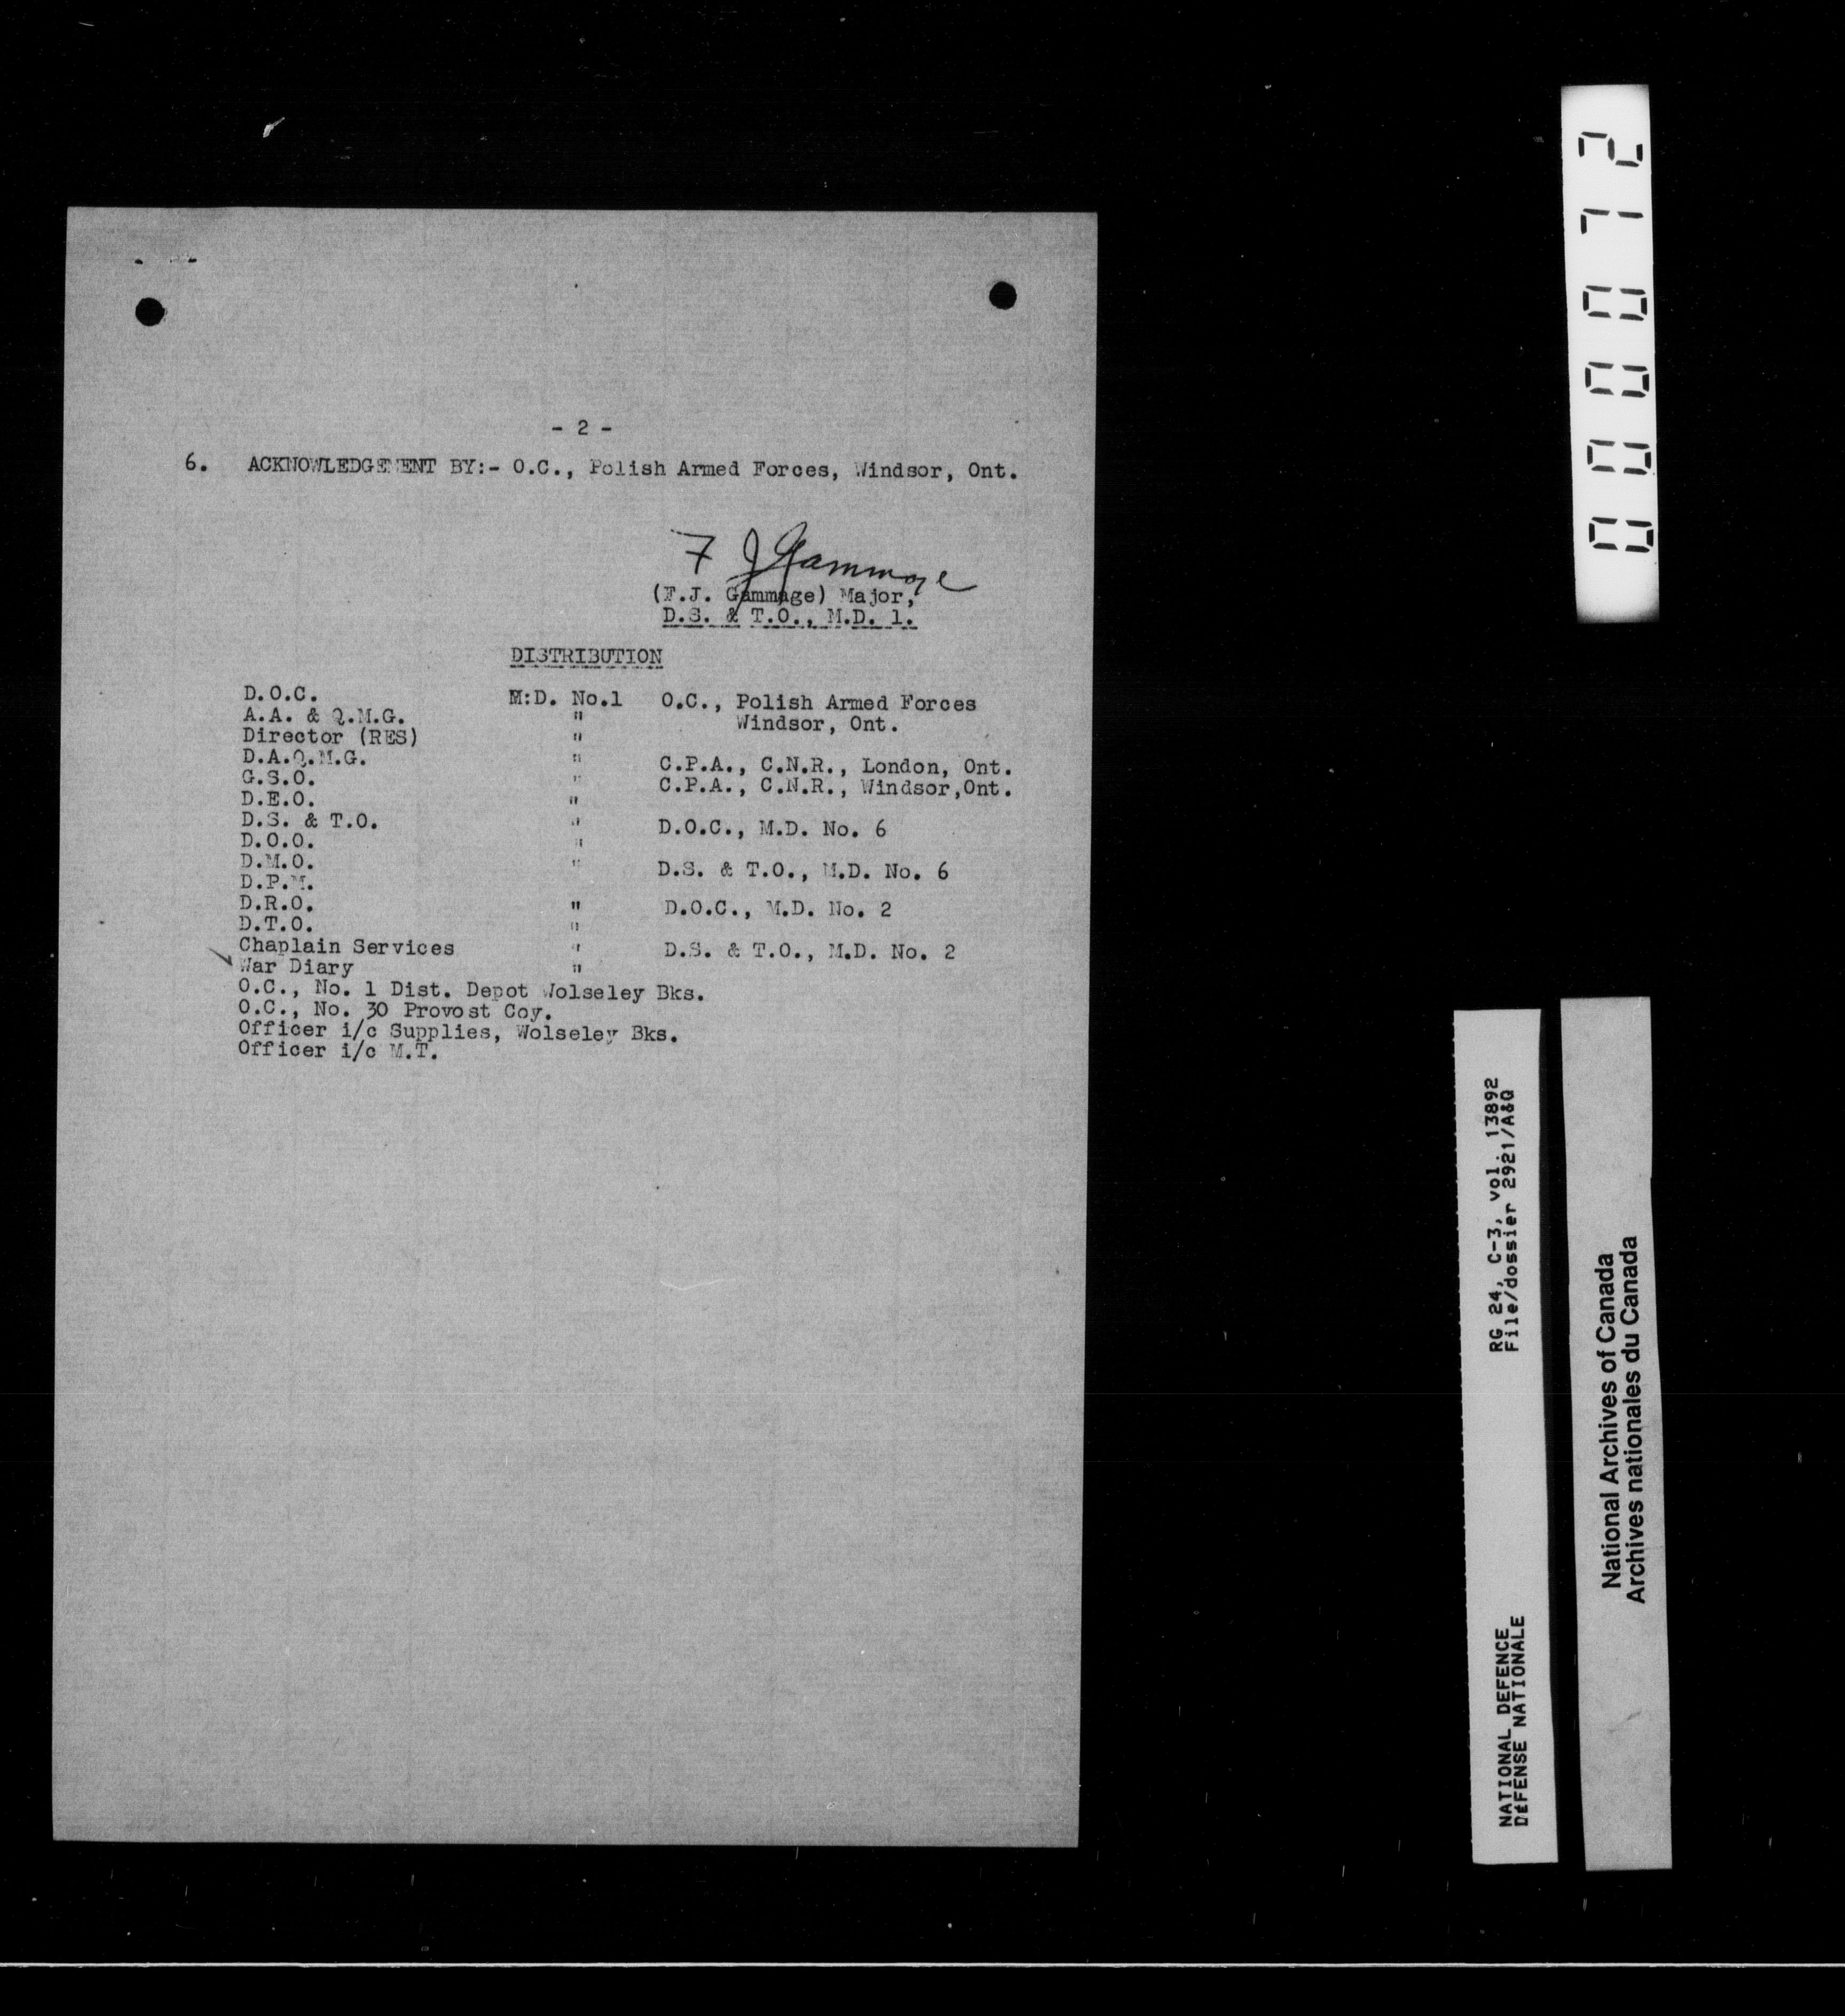 - 2 -
6. ACKNOWLEDGEMENT BY:- O.C., Polish Armed Forces, Windsor, Ont.
F J Gammage
(F.J. Gammage) Major,
D.S. & T.O., M.D. 1.
DISTRIBUTION
D.O.C. M:D. No.1
A.A. & Q.M.G. "
Director (RES) "
D.A.Q.M.G. "
G.S.O. "
D.E.O. "
D.S. & T.O. "
D.O.O. "
D.M.O. "
D.P.M.
D.R.O. "
D.T.O. "
Chaplain Services "
War Diary "
O.C., No. 1 Dist. Depot Wolseley Bks.
O.C., No. 30 Provost Coy.
Officer i/c Supplies, Wolseley Bks.
Officer i/c M.T.
O.C., Polish Armed Forces
Windsor, Ont.
C.P.A., C.N.R., London, Ont.
C.P.A., C.N.R., Windsor,Ont.
D.O.C., M.D. No. 6
D.S. & T.O., M.D. No. 6
D.O.C., M.D. No. 2
D.S. & T.O., M.D. No. 2
000072
NATIONAL DEFENCE RG 24, C-3, vol. 13892
DÉFENSE NATIONALE File/dossier 2921/A&Q
National Archives of Canada
Archives nationales du Canada